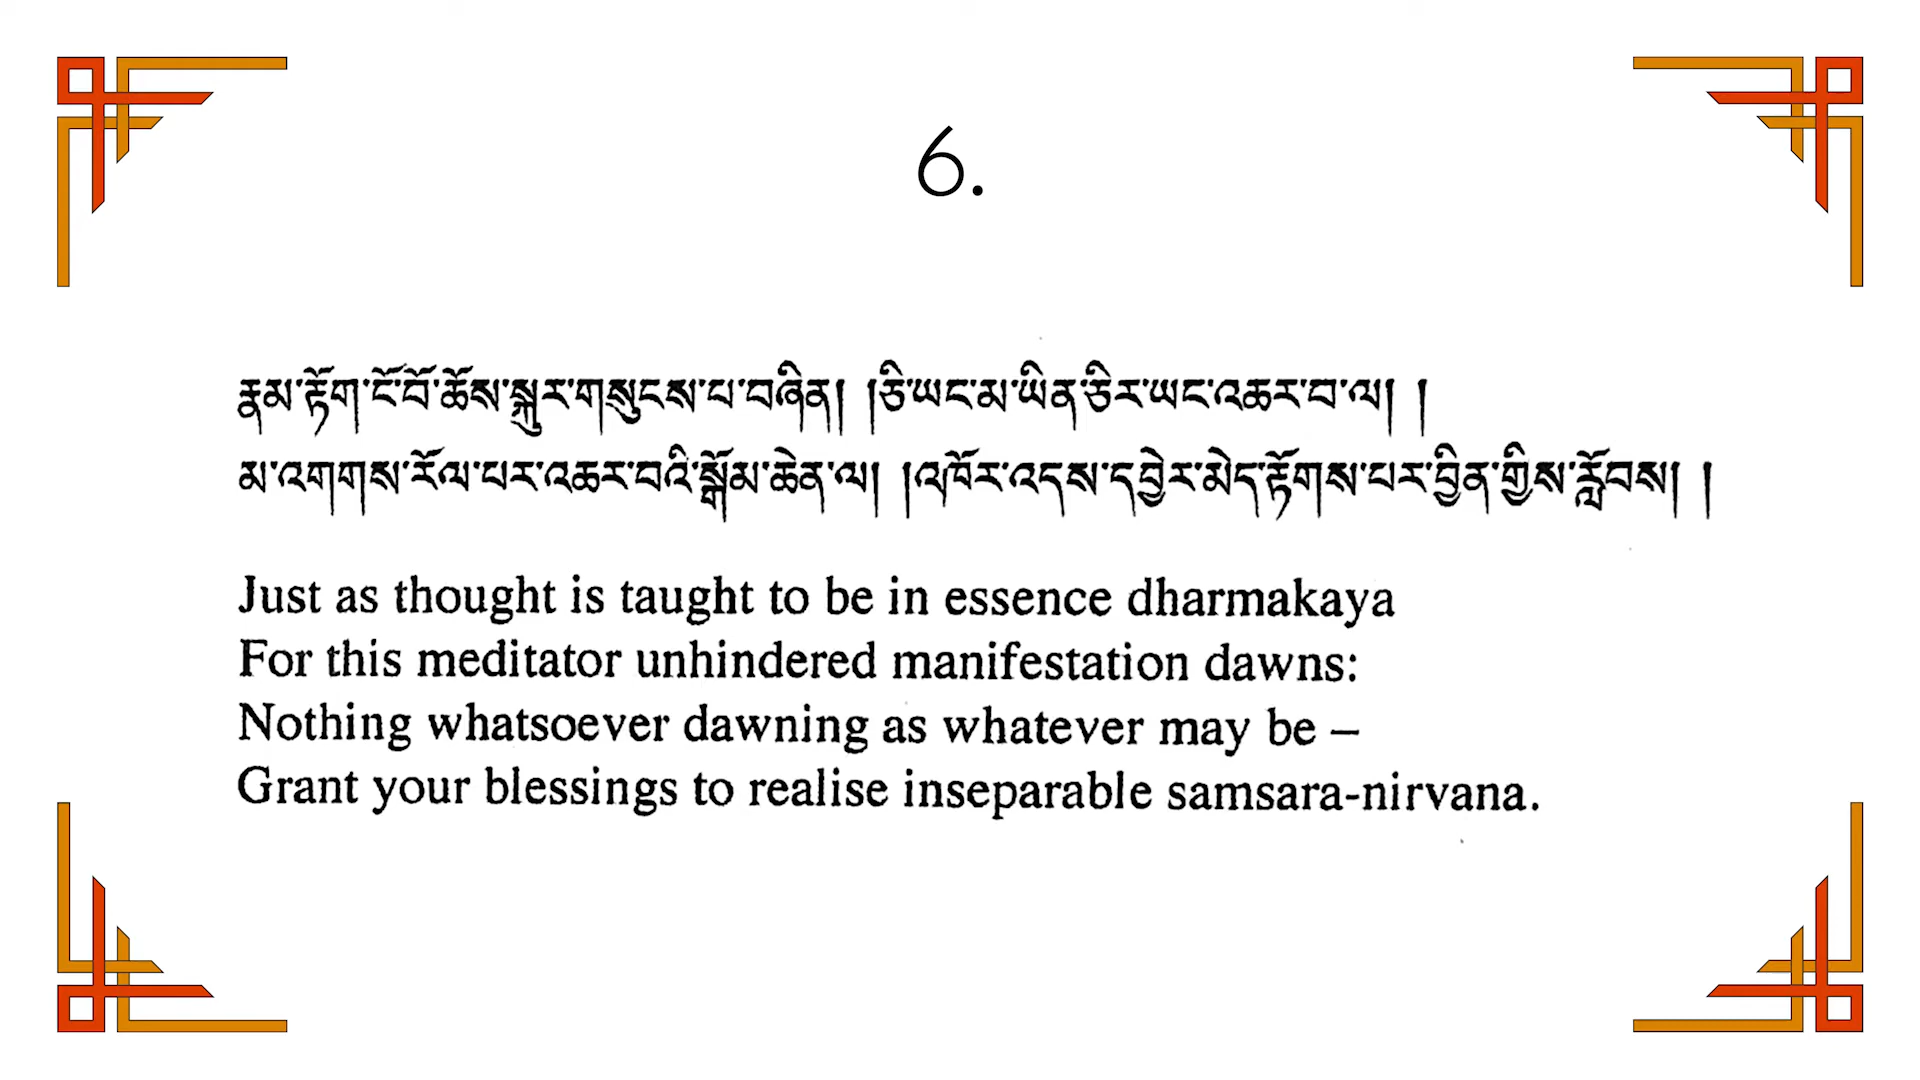 6.
རྣམ་རྟོག་ངོ་བོ་ཆོས་སྐུར་གསུངས་པ་བཞིན། །ཅི་ཡང་མ་ཡིན་ཅིར་ཡང་འཆར་བ་ལ། །
མ་འགགས་རོལ་པར་འཆར་བའི་སྒོམ་ཆེན་ལ། །འཁོར་འདས་དབྱེར་མེད་རྟོགས་པར་བྱིན་གྱིས་རློབས། །
Just as thought is taught to be in essence dharmakaya
For this meditator unhindered manifestation dawns:
Nothing whatsoever dawning as whatever may be –
Grant your blessings to realise inseparable samsara-nirvana.